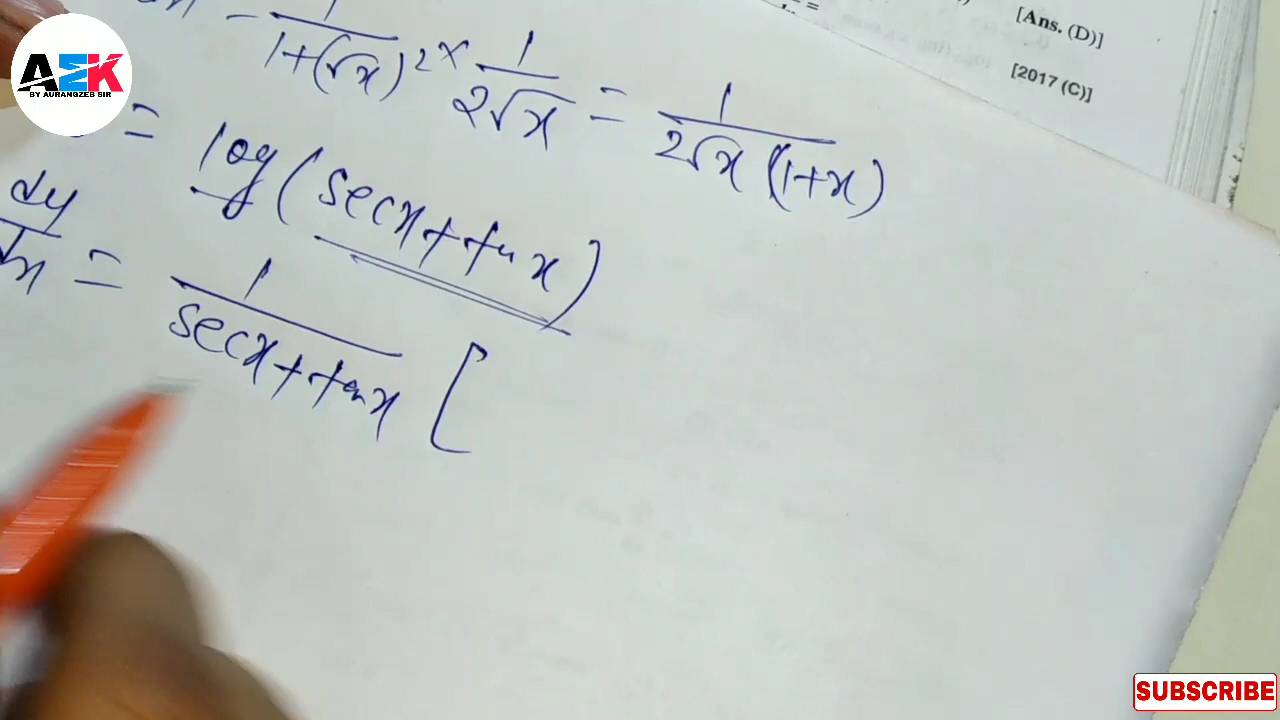 AEK
BY AURANGZEB SIR
[Ans. (D)]
[2017 (C)]
- 1/(1+(√x)²) × 1/(2√x) = 1/(2√x (1+x))
= log(secx+tanx)
dy/dx = 1/(secx+tanx) [
SUBSCRIBE